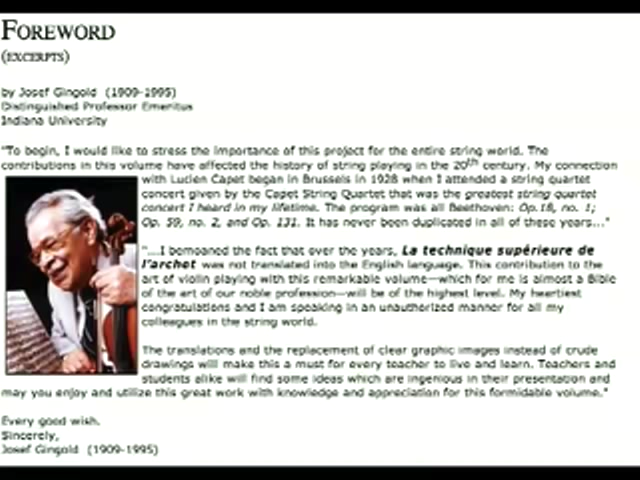 FOREWORD
(EXCERPTS)
by Josef Gingold (1909-1995)
Distinguished Professor Emeritus
Indiana University
"To begin, I would like to stress the importance of this project for the entire string world. The
contributions in this volume have affected the history of string playing in the 20th century. My connection
with Lucien Capet began in Brussels in 1928 when I attended a string quartet
concert given by the Capet String Quartet that was the greatest string quartet
concert I heard in my lifetime. The program was all Beethoven: Op.18, no. 1;
Op. 59, no. 2, and Op. 131. It has never been duplicated in all of these years..."
"...I bemoaned the fact that over the years, La technique supérieure de
l'archet was not translated into the English language. This contribution to the
art of violin playing with this remarkable volume—which for me is almost a Bible
of the art of our noble profession—will be of the highest level. My heartiest
congratulations and I am speaking in an unauthorized manner for all my
colleagues in the string world.
The translations and the replacement of clear graphic images instead of crude
drawings will make this a must for every teacher to live and learn. Teachers and
students alike will find some ideas which are ingenious in their presentation and
may you enjoy and utilize this great work with knowledge and appreciation for this formidable volume."
Every good wish.
Sincerely,
Josef Gingold (1909-1995)